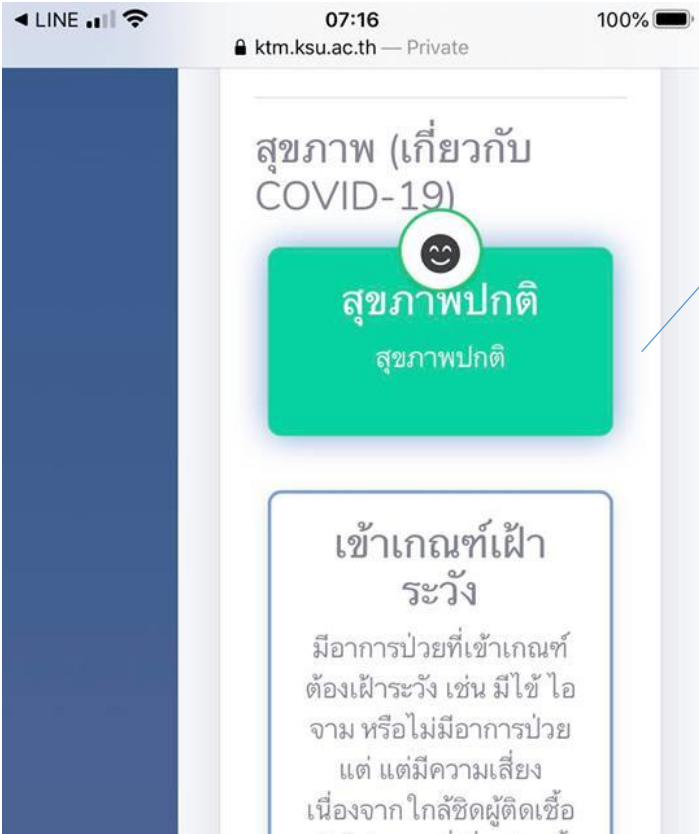 ◀ LINE
07:16
100%
ktm.ksu.ac.th — Private
สุขภาพ (เกี่ยวกับ
COVID-19)
สุขภาพปกติ
สุขภาพปกติ
เข้าเกณฑ์เฝ้า
ระวัง
มีอาการป่วยที่เข้าเกณฑ์
ต้องเฝ้าระวัง เช่น มีไข้ ไอ
จาม หรือไม่มีอาการป่วย
แต่ แต่มีความเสี่ยง
เนื่องจาก ใกล้ชิดผู้ติดเชื้อ